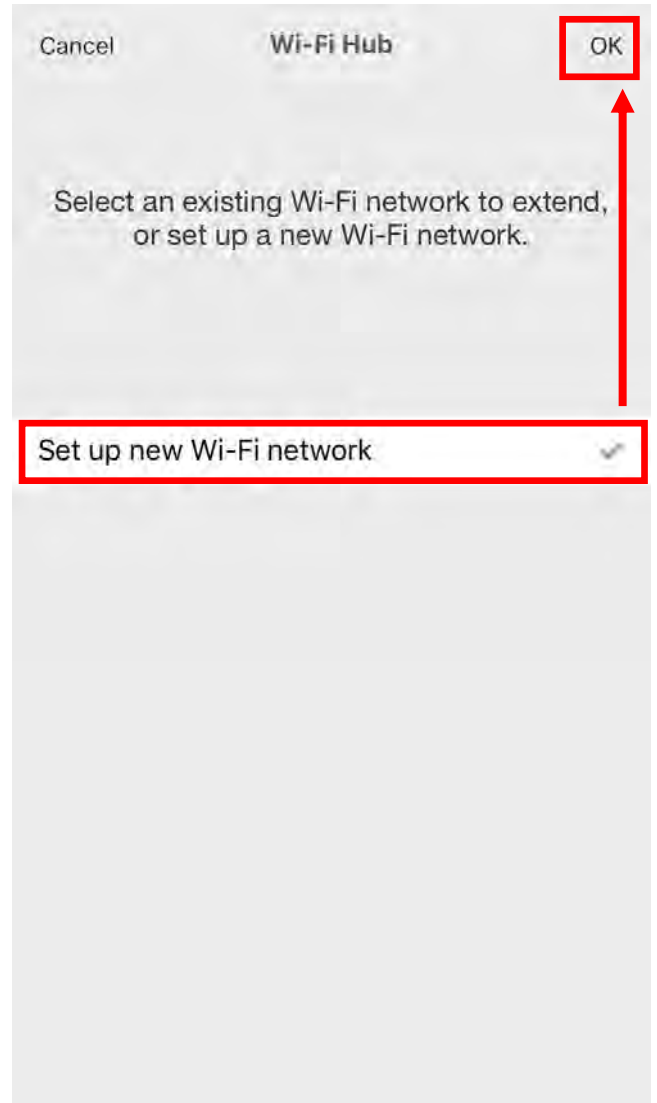 Cancel Wi-Fi Hub OK
Select an existing Wi-Fi network to extend,
or set up a new Wi-Fi network.
Set up new Wi-Fi network